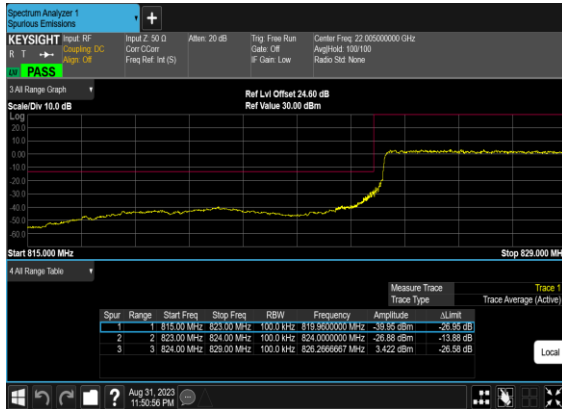 Spectrum Analyzer 1
Spurious Emissions
+
KEYSIGHT Input: RF Input Z: 50 Ω Atten: 20 dB Trig: Free Run Center Freq: 22.005000000 GHz
R T Coupling: DC Corr CCorr Gate: Off Avg|Hold: 100/100
Align: Off Freq Ref: Int (S) IF Gain: Low Radio Std: None
LW PASS
3 All Range Graph
Ref Lvl Offset 24.60 dB
Scale/Div 10.0 dB Ref Value 30.00 dBm
Log
20.0
10.0
0.00
-10.0
-20.0
-30.0
-40.0
-50.0
-60.0
Start 815.000 MHz Stop 829.000 MHz
4 All Range Table
Measure Trace Trace 1
Trace Type Trace Average (Active)
Spur Range Start Freq Stop Freq RBW Frequency Amplitude ΔLimit
1 1 815.00 MHz 823.00 MHz 100.0 kHz 819.9600000 MHz -39.95 dBm -26.95 dB
2 2 823.00 MHz 824.00 MHz 100.0 kHz 824.0000000 MHz -26.88 dBm -13.88 dB
3 3 824.00 MHz 829.00 MHz 100.0 kHz 826.2666667 MHz 3.422 dBm -26.58 dB
Local
? Aug 31, 2023
11:50:56 PM